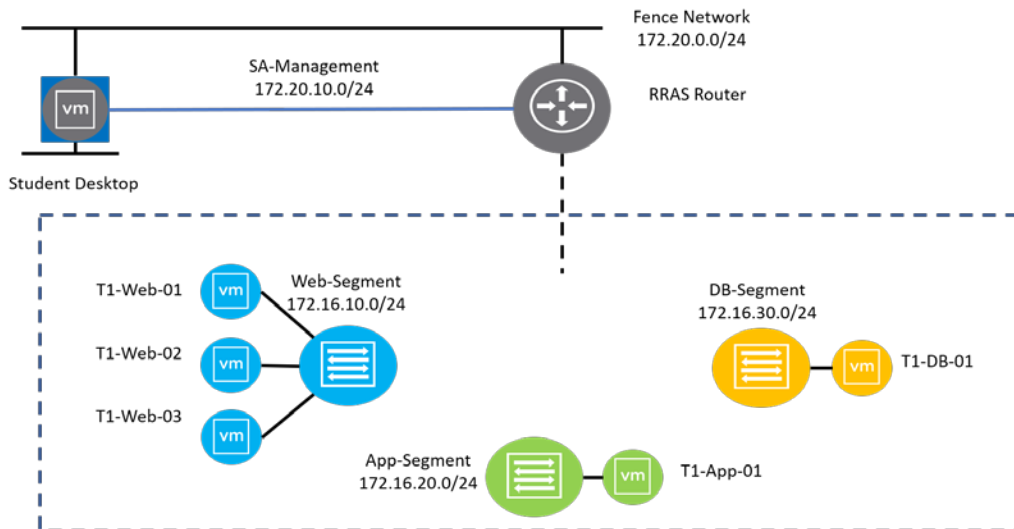 Fence Network
172.20.0.0/24
SA-Management
172.20.10.0/24
RRAS Router
vm
Student Desktop
T1-Web-01
vm
Web-Segment
172.16.10.0/24
DB-Segment
172.16.30.0/24
T1-Web-02
vm
vm
T1-DB-01
T1-Web-03
vm
App-Segment
172.16.20.0/24
vm
T1-App-01